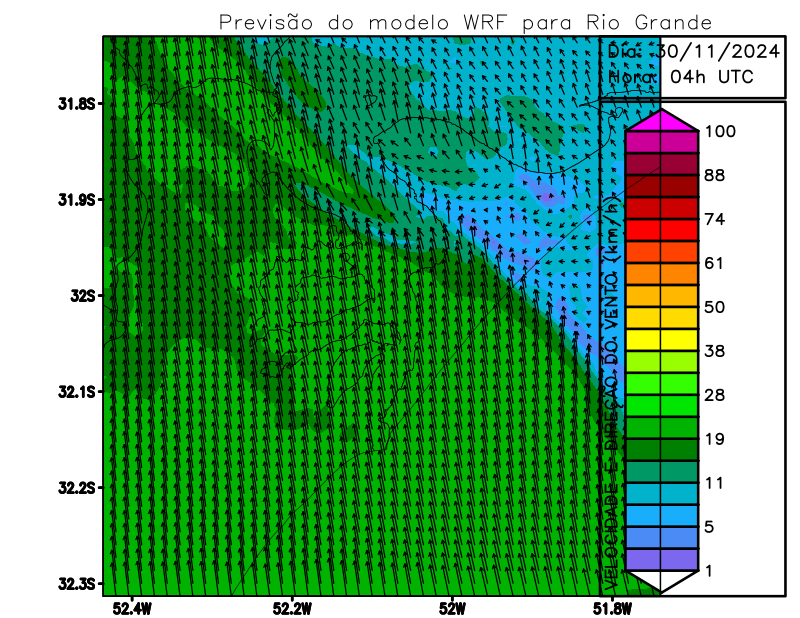 Previsão do modelo WRF para Rio Grande
Dia: 30/11/2024
Hora: 04h UTC
31.8S
31.9S
32S
32.1S
32.2S
32.3S
52.4W
52.2W
52W
51.8W
VELOCIDADE E DIREÇÃO DO VENTO (km/h)
100
88
74
61
50
38
28
19
11
5
1